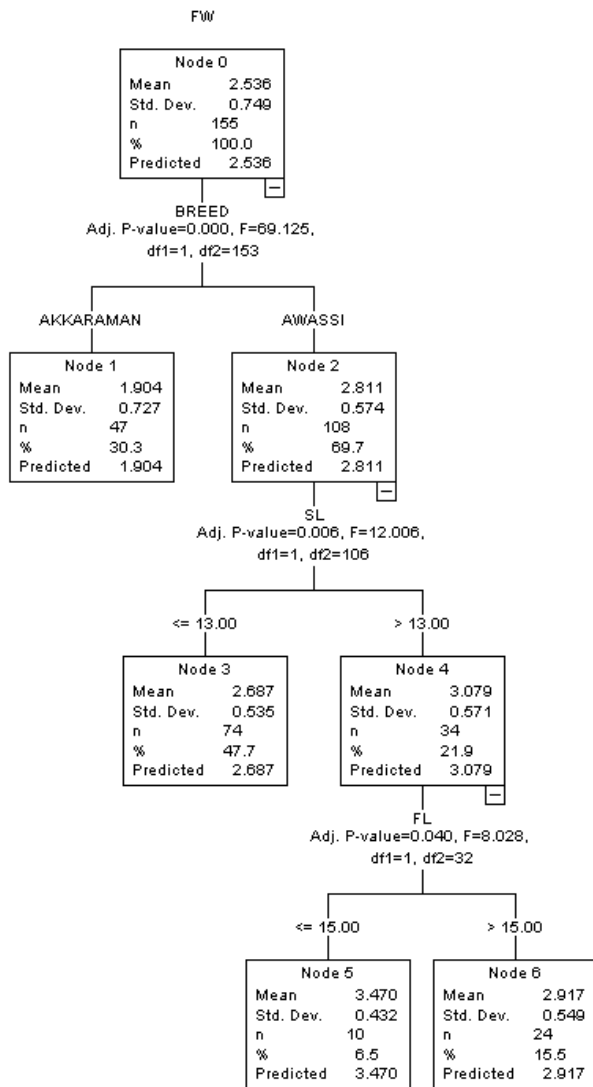 FW
Node 0
Mean 2.536
Std. Dev. 0.749
n 155
% 100.0
Predicted 2.536
BREED
Adj. P-value=0.000, F=69.125,
df1=1, df2=153
AKKARAMAN
AWASSI
Node 1
Mean 1.904
Std. Dev. 0.727
n 47
% 30.3
Predicted 1.904
Node 2
Mean 2.811
Std. Dev. 0.574
n 108
% 69.7
Predicted 2.811
SL
Adj. P-value=0.006, F=12.006,
df1=1, df2=106
<= 13.00
> 13.00
Node 3
Mean 2.687
Std. Dev. 0.535
n 74
% 47.7
Predicted 2.687
Node 4
Mean 3.079
Std. Dev. 0.571
n 34
% 21.9
Predicted 3.079
FL
Adj. P-value=0.040, F=8.028,
df1=1, df2=32
<= 15.00
> 15.00
Node 5
Mean 3.470
Std. Dev. 0.432
n 10
% 6.5
Predicted 3.470
Node 6
Mean 2.917
Std. Dev. 0.549
n 24
% 15.5
Predicted 2.917